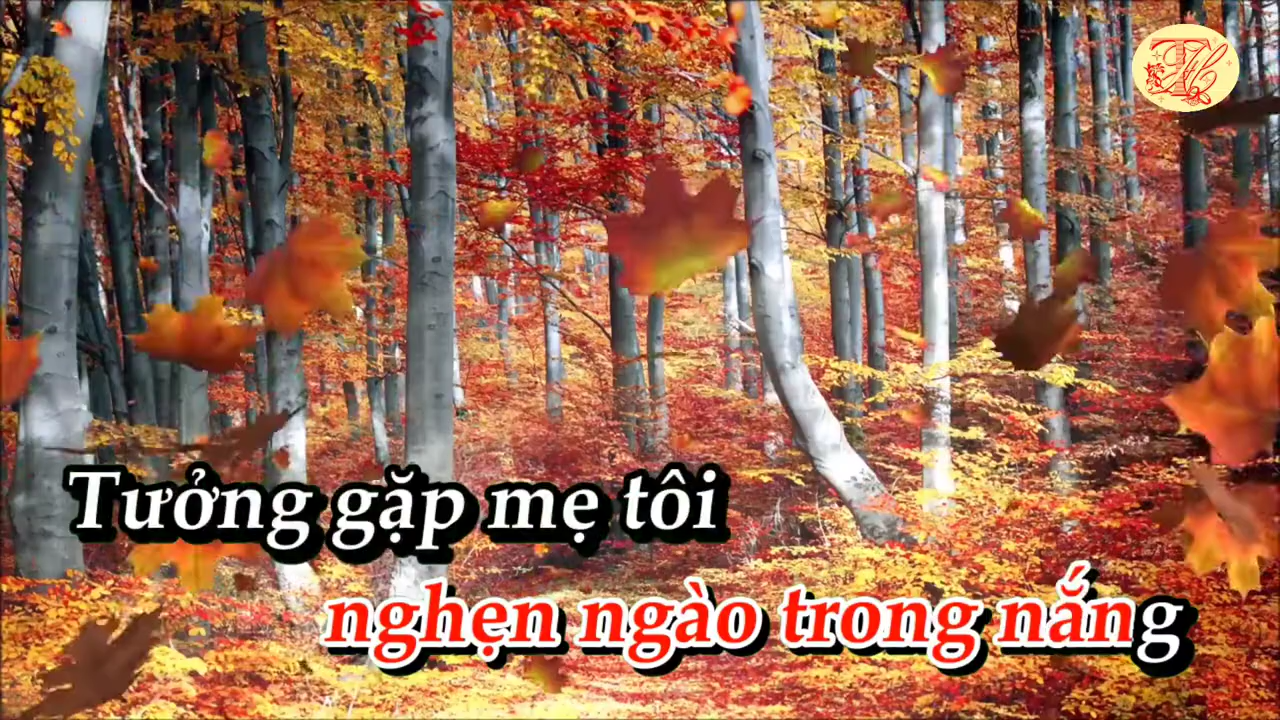 Tưởng gặp mẹ tôi
nghẹn ngào trong nắng